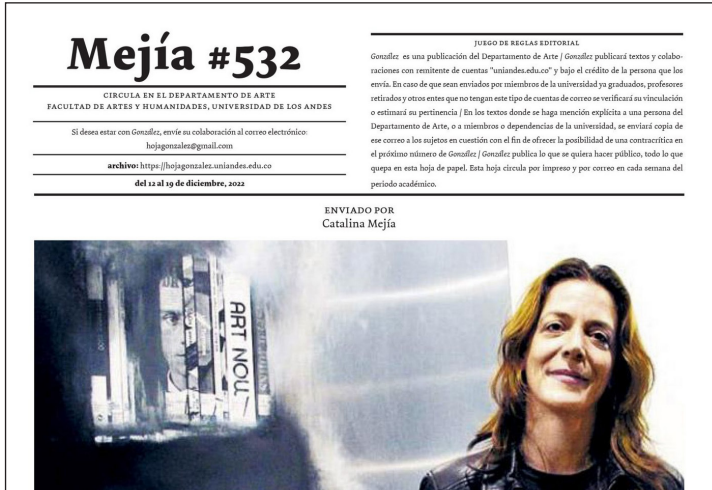 Mejía #532
CIRCULA EN EL DEPARTAMENTO DE ARTE
FACULTAD DE ARTES Y HUMANIDADES, UNIVERSIDAD DE LOS ANDES
Si desea estar con González, envíe su colaboración al correo electrónico:
hojagonzalez@gmail.com
archivo: https://hojagonzalez.uniandes.edu.co
del 12 al 19 de diciembre, 2022
JUEGO DE REGLAS EDITORIAL
González es una publicación del Departamento de Arte / González publicará textos y colabo-
raciones con remitente de cuentas "uniandes.edu.co" y bajo el crédito de la persona que los
envía. En caso de que sean enviados por miembros de la universidad ya graduados, profesores
retirados y otros entes que no tengan este tipo de cuentas de correo se verificará su vinculación
o estimará su pertinencia / En los textos donde se haga mención explícita a una persona del
Departamento de Arte, o a miembros o dependencias de la universidad, se enviará copia de
ese correo a los sujetos en cuestión con el fin de ofrecer la posibilidad de una contracrítica en
el próximo número de González / González publica lo que se quiera hacer público, todo lo que
quepa en esta hoja de papel. Esta hoja circula por impreso y por correo en cada semana del
periodo académico.
ENVIADO POR
Catalina Mejía
ART NOW